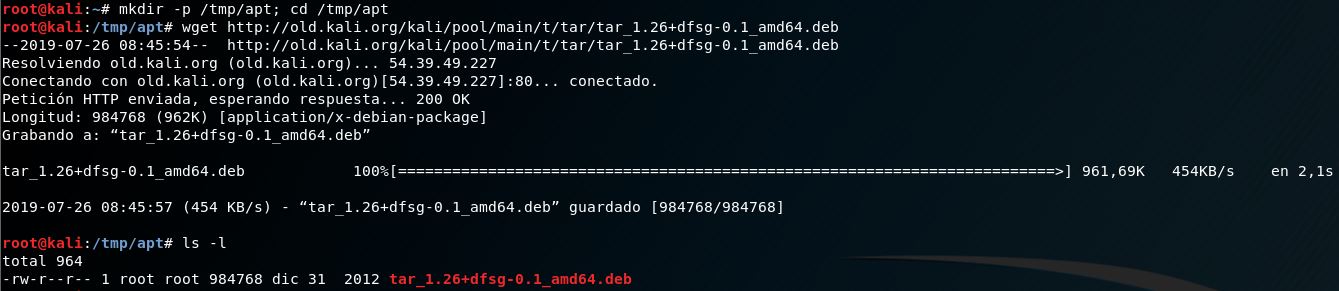 root@kali:~# mkdir -p /tmp/apt; cd /tmp/apt
root@kali:/tmp/apt# wget http://old.kali.org/kali/pool/main/t/tar/tar_1.26+dfsg-0.1_amd64.deb
--2019-07-26 08:45:54--  http://old.kali.org/kali/pool/main/t/tar/tar_1.26+dfsg-0.1_amd64.deb
Resolviendo old.kali.org (old.kali.org)... 54.39.49.227
Conectando con old.kali.org (old.kali.org)[54.39.49.227]:80... conectado.
Petición HTTP enviada, esperando respuesta... 200 OK
Longitud: 984768 (962K) [application/x-debian-package]
Grabando a: “tar_1.26+dfsg-0.1_amd64.deb”
tar_1.26+dfsg-0.1_amd64.deb            100%[=========================================================================>] 961,69K   454KB/s    en 2,1s
2019-07-26 08:45:57 (454 KB/s) - “tar_1.26+dfsg-0.1_amd64.deb” guardado [984768/984768]
root@kali:/tmp/apt# ls -l
total 964
-rw-r--r-- 1 root root 984768 dic 31  2012 tar_1.26+dfsg-0.1_amd64.deb